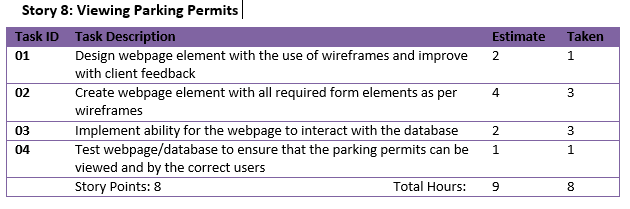 Story 8: Viewing Parking Permits
Task ID Task Description Estimate Taken
01 Design webpage element with the use of wireframes and improve 2 1
with client feedback
02 Create webpage element with all required form elements as per 4 3
wireframes
03 Implement ability for the webpage to interact with the database 2 3
04 Test webpage/database to ensure that the parking permits can be 1 1
viewed and by the correct users
Story Points: 8 Total Hours: 9 8